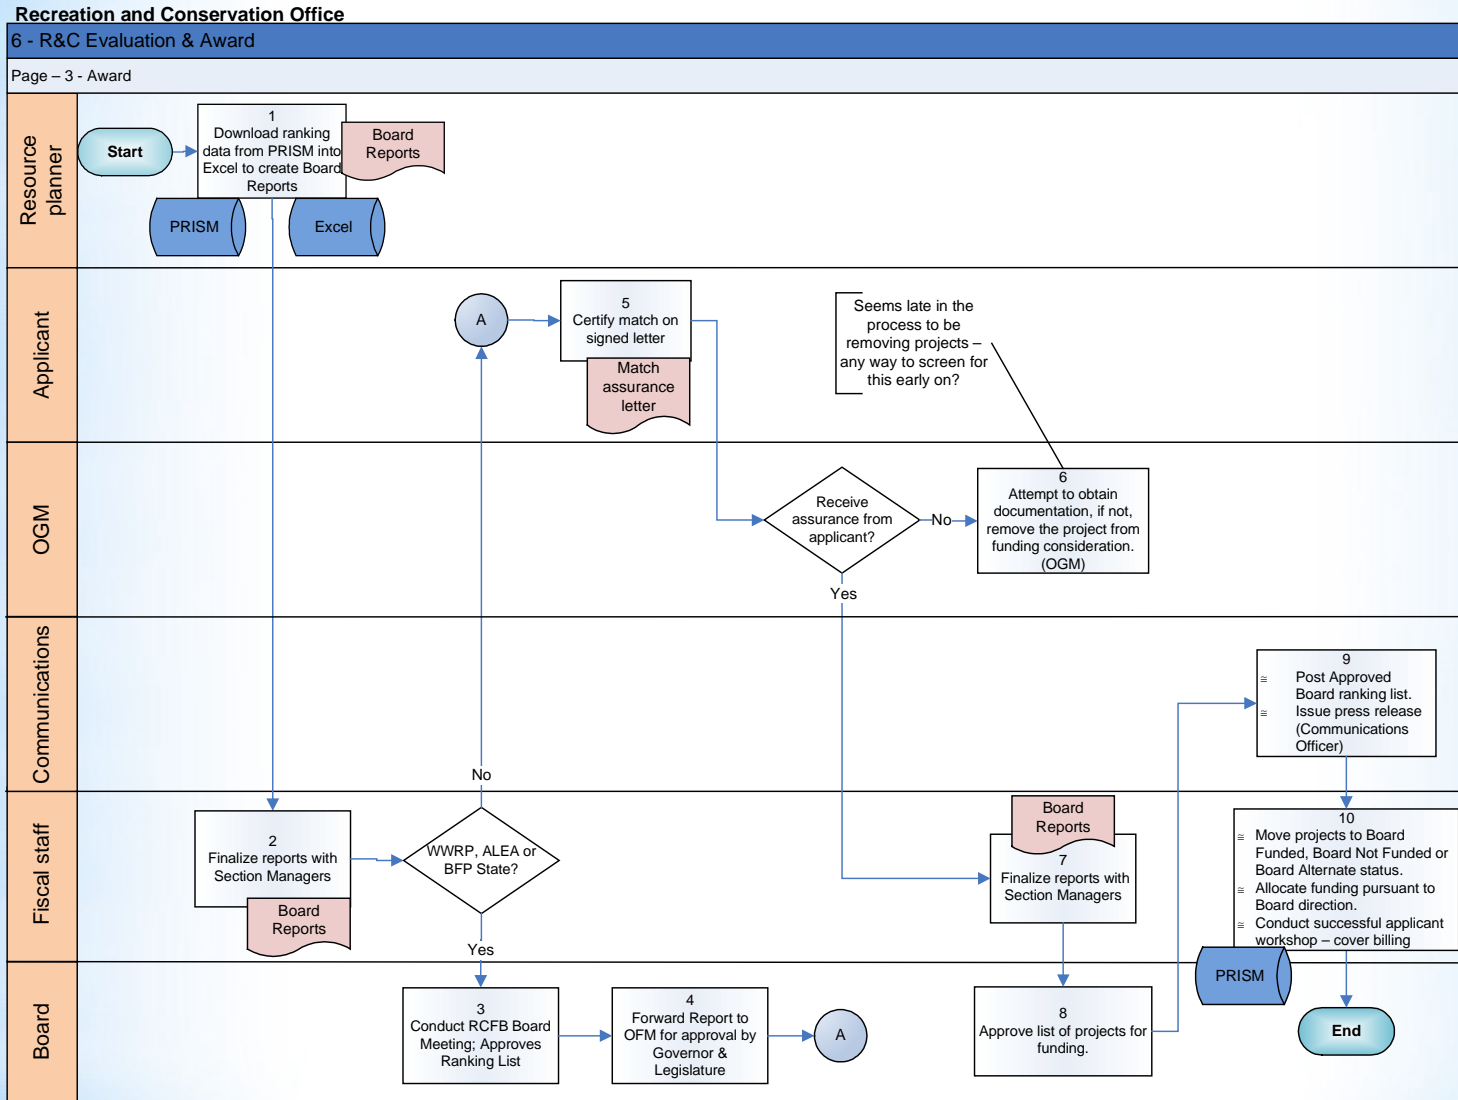 Recreation and Conservation Office
6 - R&C Evaluation & Award
Page – 3 - Award
Resource
planner
Start
1
Download ranking
data from PRISM into
Excel to create Board
Reports
Board
Reports
PRISM
Excel
Applicant
A
5
Certify match on
signed letter
Match
assurance
letter
Seems late in the
process to be
removing projects –
any way to screen for
this early on?
OGM
Receive
assurance from
applicant?
No
6
Attempt to obtain
documentation, if not,
remove the project from
funding consideration.
(OGM)
Yes
Communications
9
≅ Post Approved
Board ranking list.
≅ Issue press release
(Communications
Officer)
No
Fiscal staff
2
Finalize reports with
Section Managers
Board
Reports
WWRP, ALEA or
BFP State?
Yes
Board
Reports
7
Finalize reports with
Section Managers
10
≅ Move projects to Board
Funded, Board Not Funded or
Board Alternate status.
≅ Allocate funding pursuant to
Board direction.
≅ Conduct successful applicant
workshop – cover billing
PRISM
Board
3
Conduct RCFB Board
Meeting; Approves
Ranking List
4
Forward Report to
OFM for approval by
Governor &
Legislature
A
8
Approve list of projects for
funding.
End